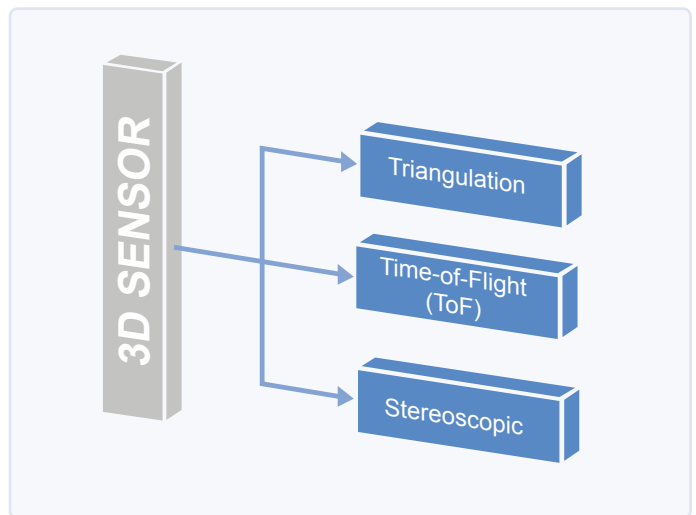 3D SENSOR
Triangulation
Time-of-Flight
(ToF)
Stereoscopic